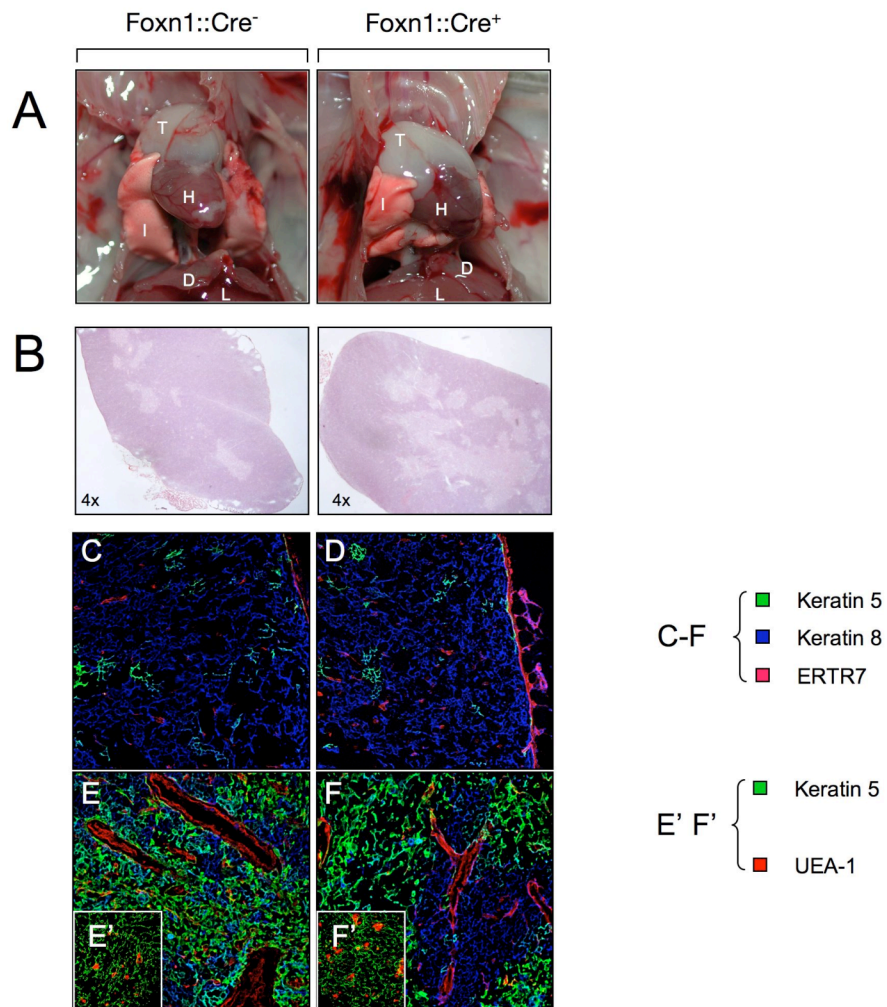 Foxn1::Cre⁻
Foxn1::Cre⁺
A
T
H
I
D
L
T
I
H
D
L
B
4x
4x
C
D
C-F
Keratin 5
Keratin 8
ERTR7
E
F
E'
F'
E' F'
Keratin 5
UEA-1